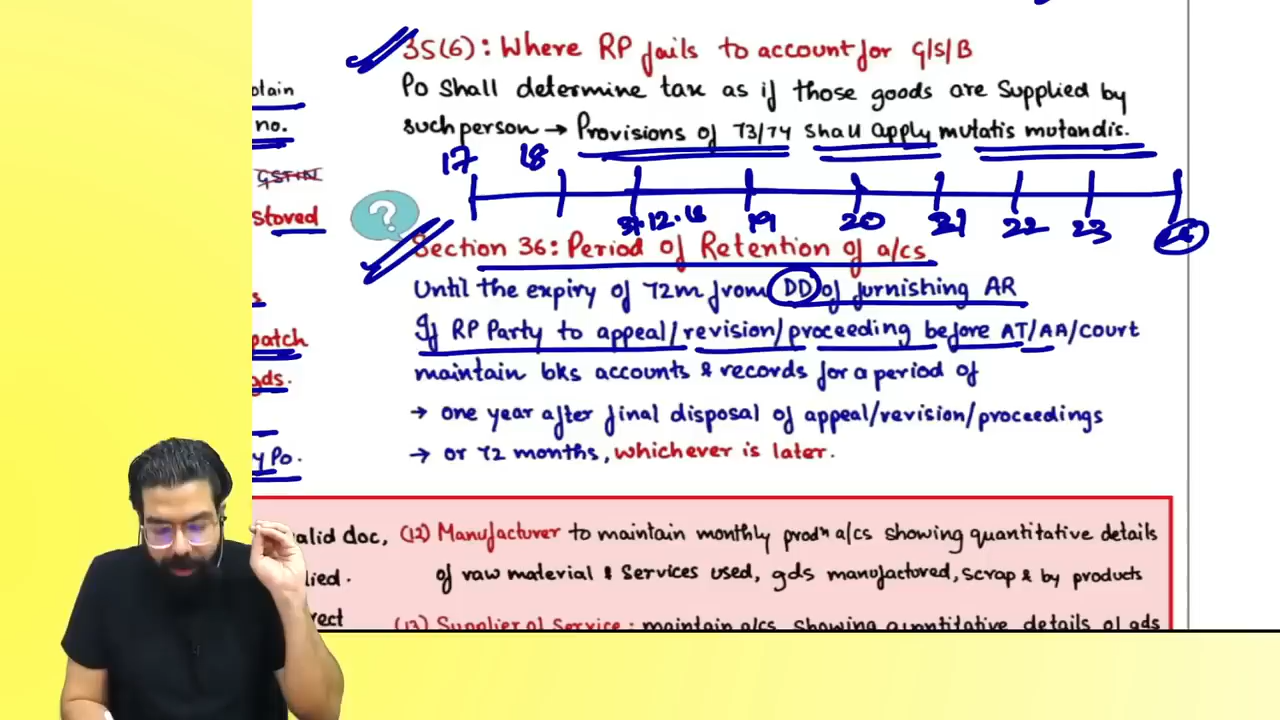 35(6): Where RP fails to account for G/S/B
Po Shall determine tax as if those goods are Supplied by
such person → Provisions of 73/74 Shall apply mutatis mutandis.
no.
GSTIN
stoved
17 18
31.12.18 19 20 21 22 23 24
?
Section 36: Period of Retention of a/cs
Until the expiry of 72m from DD of furnishing AR
If RP Party to appeal/revision/proceeding before AT/AA/court
maintain bks accounts & records for a period of
→ one year after final disposal of appeal/revision/proceedings
→ or 72 months, whichever is later.
patch
gds.
y Po.
alid doc,
lied.
rect
(12) Manufacturer to maintain monthly prodn a/cs showing quantitative details
of raw material & Services used, gds manufactured, scrap & by products
(13) Supplier of Service: maintain a/cs showing quantitative details of gds